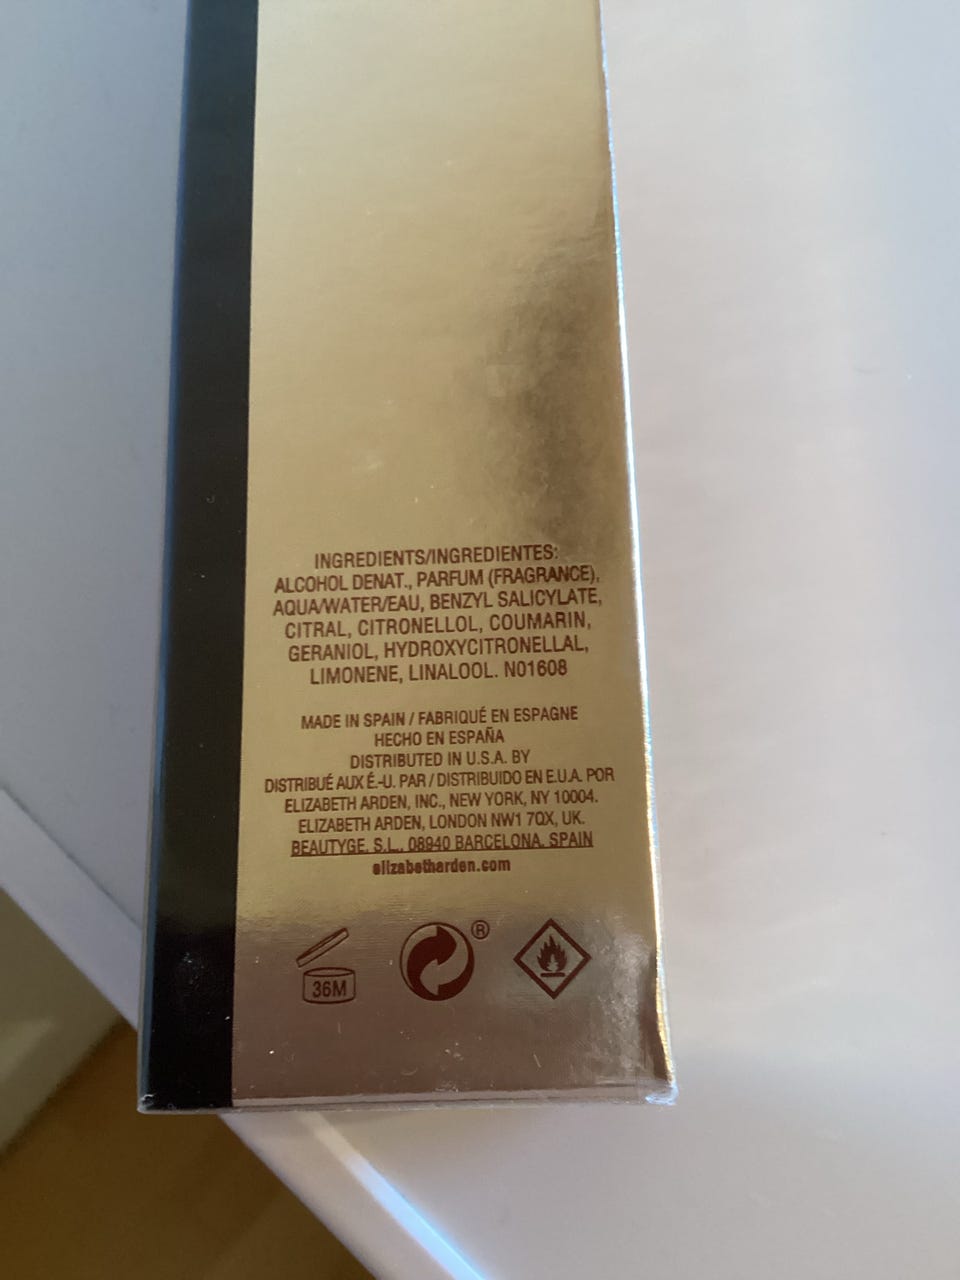 INGREDIENTS/INGREDIENTES:
ALCOHOL DENAT., PARFUM (FRAGRANCE),
AQUA/WATER/EAU, BENZYL SALICYLATE,
CITRAL, CITRONELLOL, COUMARIN,
GERANIOL, HYDROXYCITRONELLAL,
LIMONENE, LINALOOL. N01608
MADE IN SPAIN / FABRIQUÉ EN ESPAGNE
HECHO EN ESPAÑA
DISTRIBUTED IN U.S.A. BY
DISTRIBUÉ AUX É.-U. PAR / DISTRIBUIDO EN E.U.A. POR
ELIZABETH ARDEN, INC., NEW YORK, NY 10004.
ELIZABETH ARDEN, LONDON NW1 7QX, UK.
BEAUTYGE, S.L., 08940 BARCELONA, SPAIN
elizabetharden.com
36M ®